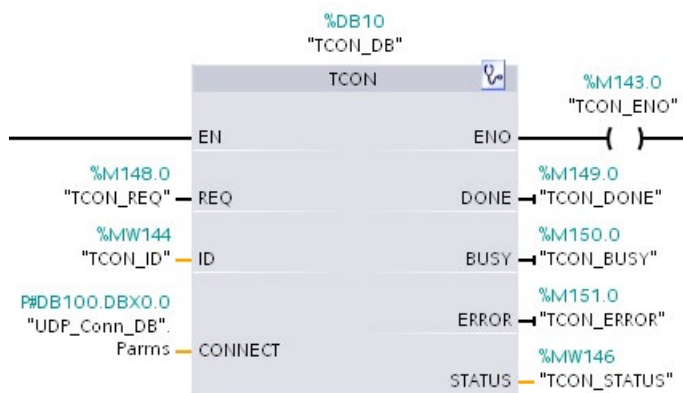 %DB10
"TCON_DB"
TCON
%M143.0
"TCON_ENO"
EN
ENO
%M148.0
"TCON_REQ"
REQ
DONE
%M149.0
"TCON_DONE"
%MW144
"TCON_ID"
ID
BUSY
%M150.0
"TCON_BUSY"
P#DB100.DBX0.0
"UDP_Conn_DB".
Parms
CONNECT
ERROR
%M151.0
"TCON_ERROR"
STATUS
%MW146
"TCON_STATUS"